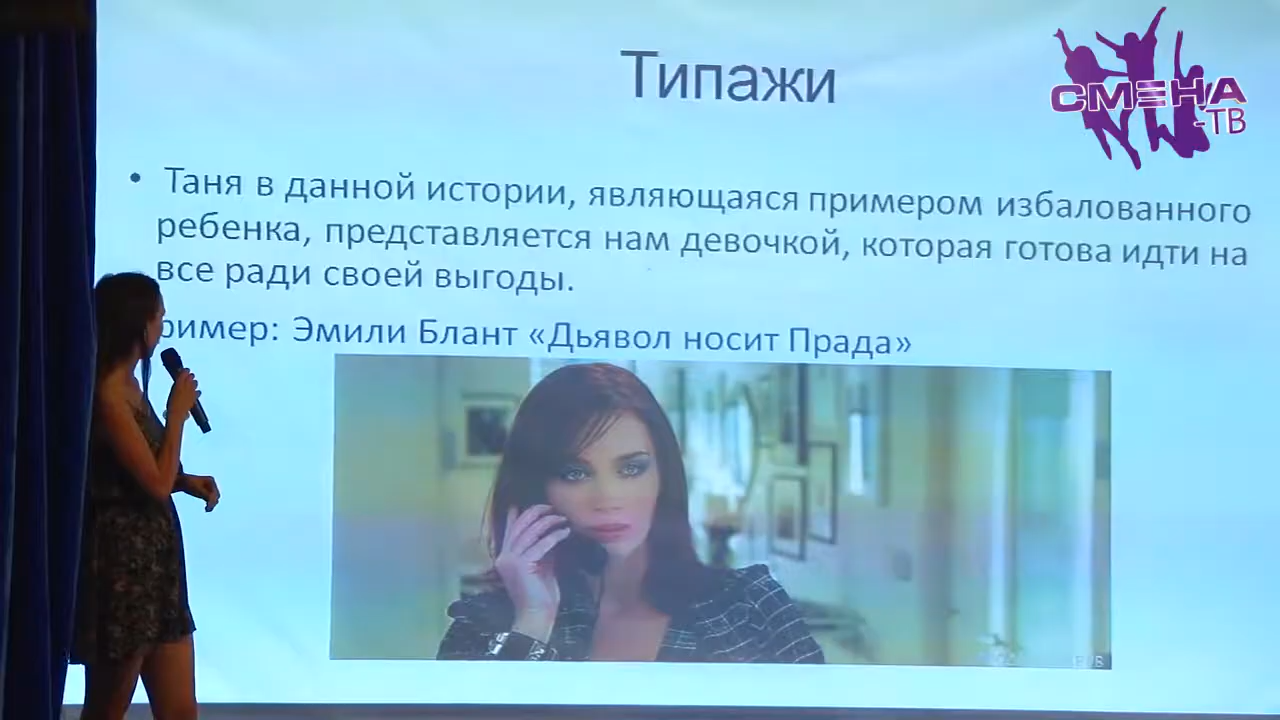 Типажи
СМЕНА
-ТВ
• Таня в данной истории, являющаяся примером избалованного
ребенка, представляется нам девочкой, которая готова идти на
все ради своей выгоды.
ример: Эмили Блант «Дьявол носит Прада»